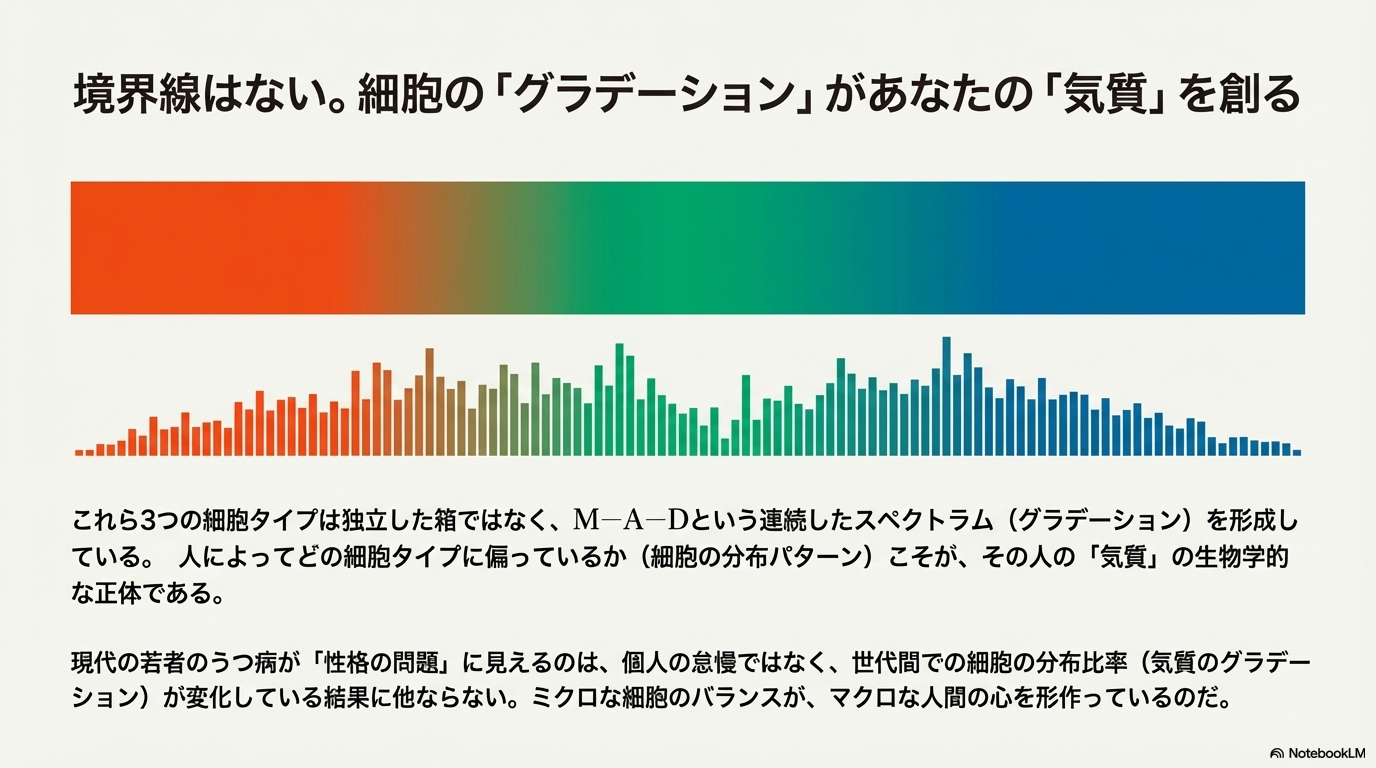 境界線はない。細胞の「グラデーション」があなたの「気質」を創る
これら3つの細胞タイプは独立した箱ではなく、M—A—Dという連続したスペクトラム（グラデーション）を形成し
ている。 人によってどの細胞タイプに偏っているか（細胞の分布パターン）こそが、その人の「気質」の生物学的
な正体である。
現代の若者のうつ病が「性格の問題」に見えるのは、個人の怠慢ではなく、世代間での細胞の分布比率（気質のグラデー
ション）が変化している結果に他ならない。ミクロな細胞のバランスが、マクロな人間の心を形作っているのだ。
NotebookLM